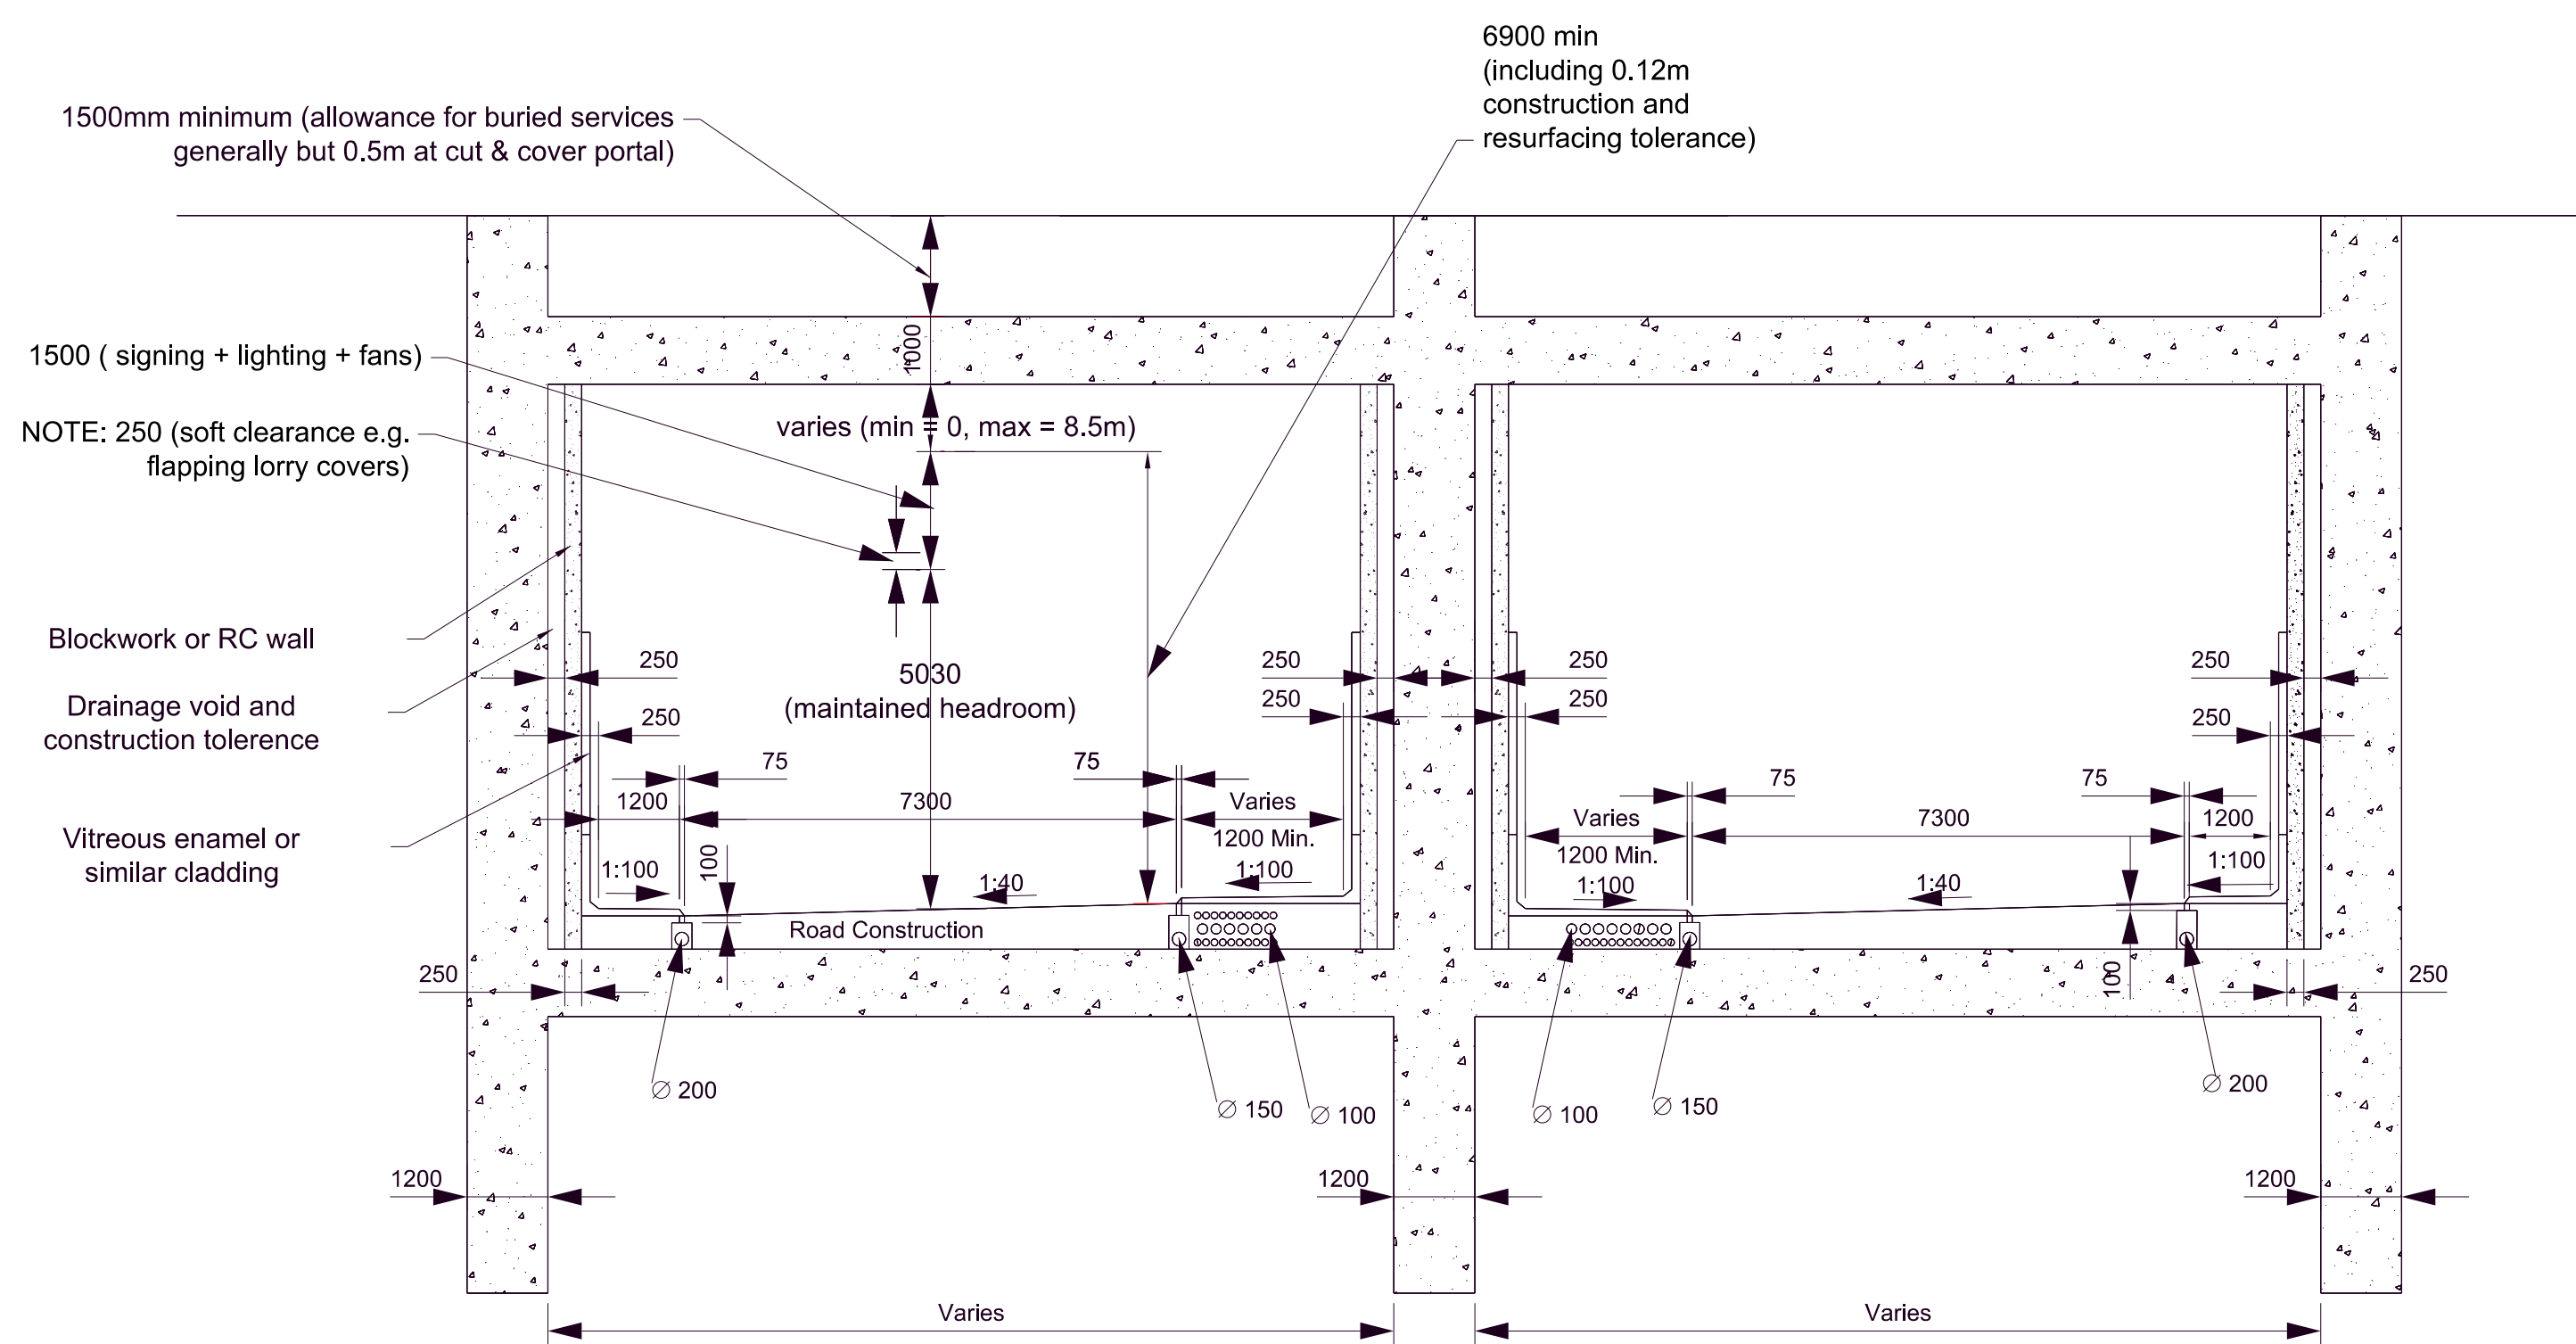 6900 min
(including 0.12m
construction and
resurfacing tolerance)
1500mm minimum (allowance for buried services
generally but 0.5m at cut & cover portal)
1000
1500 ( signing + lighting + fans)
NOTE: 250 (soft clearance e.g.
flapping lorry covers)
varies (min = 0, max = 8.5m)
Blockwork or RC wall
Drainage void and
construction tolerence
Vitreous enamel or
similar cladding
250
250
250
250
5030
(maintained headroom)
250
250
250
250
75
75
75
75
1200
7300
Varies
1200 Min.
Varies
1200 Min.
7300
1200
1:100
100
1:40
1:100
1:100
1:40
1:100
Road Construction
250
100
250
∅ 200
∅ 150
∅ 100
∅ 100
∅ 150
∅ 200
1200
1200
1200
Varies
Varies